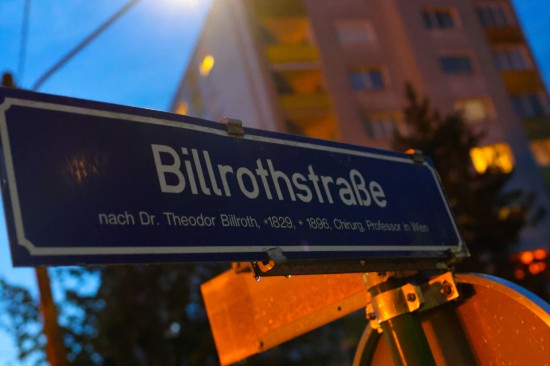 Billrothstraße
nach Dr. Theodor Billroth, *1829, + 1896, Chirurg, Professor in Wien